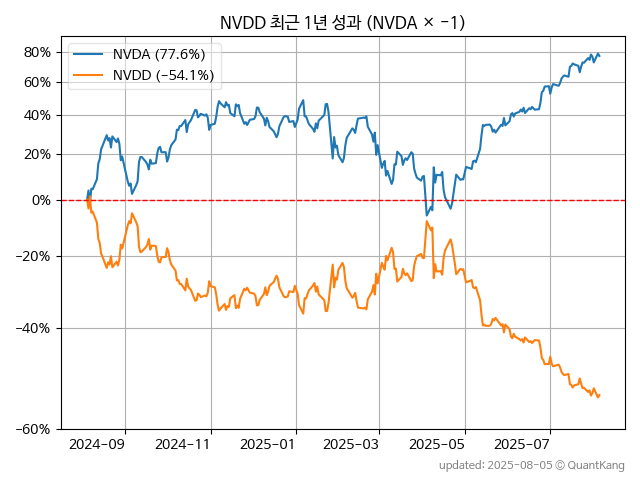 NVDD 최근 1년 성과 (NVDA × −1)
NVDA (77.6%)
NVDD (−54.1%)
80%
60%
40%
20%
0%
−20%
−40%
−60%
2024-09 2024-11 2025-01 2025-03 2025-05 2025-07
updated: 2025-08-05 © QuantKang